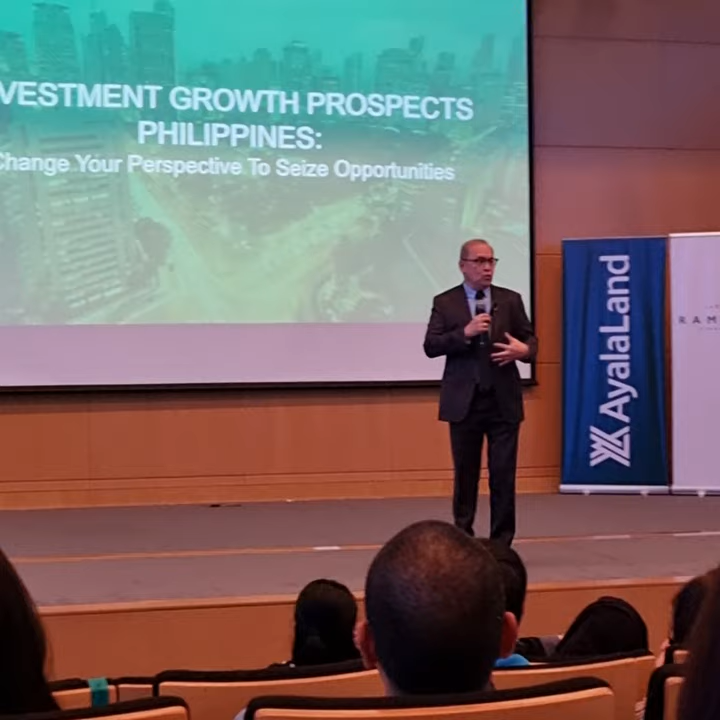 VESTMENT GROWTH PROSPECTS
PHILIPPINES:
Change Your Perspective To Seize Opportunities
AyalaLand
RAM